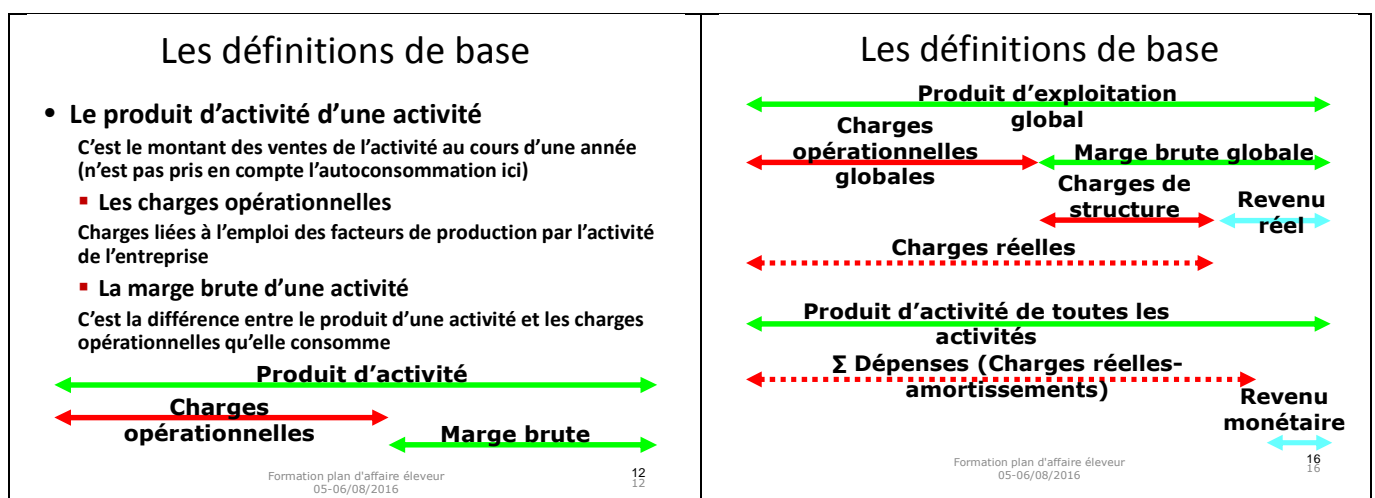 Les définitions de base
• Le produit d’activité d’une activité
C’est le montant des ventes de l’activité au cours d’une année
(n’est pas pris en compte l’autoconsommation ici)
▪ Les charges opérationnelles
Charges liées à l’emploi des facteurs de production par l’activité
de l’entreprise
▪ La marge brute d’une activité
C’est la différence entre le produit d’une activité et les charges
opérationnelles qu’elle consomme
Produit d’activité
Charges
opérationnelles
Marge brute
Formation plan d'affaire éleveur
05-06/08/2016
12
12
Les définitions de base
Produit d’exploitation
global
Charges
opérationnelles
globales
Marge brute globale
Charges de
structure
Revenu
réel
Charges réelles
Produit d’activité de toutes les
activités
Σ Dépenses (Charges réelles-
amortissements)
Revenu
monétaire
Formation plan d'affaire éleveur
05-06/08/2016
16
16